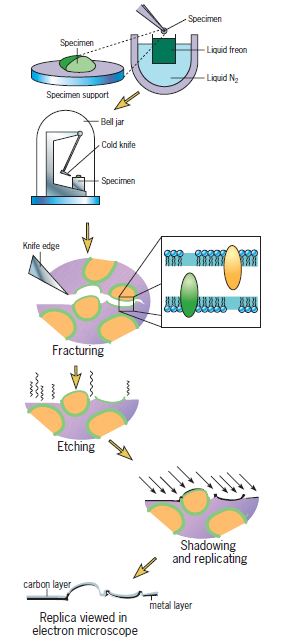 Specimen
Specimen
Liquid freon
Liquid N₂
Specimen support
Bell jar
Cold knife
Specimen
Knife edge
Fracturing
Etching
Shadowing
and replicating
carbon layer
metal layer
Replica viewed in
electron microscope